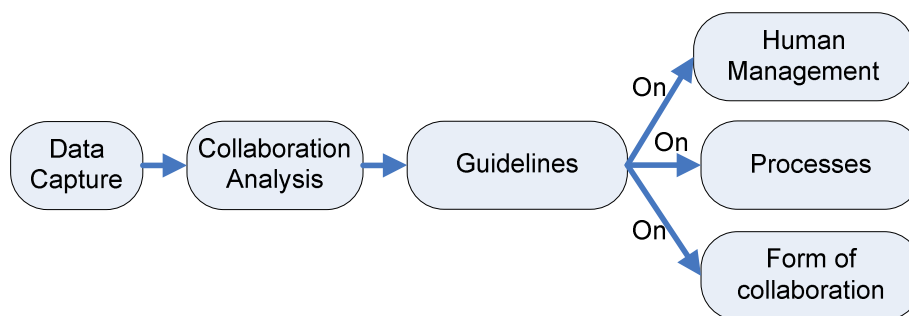 Data
Capture
Collaboration
Analysis
Guidelines
On
Human
Management
On
Processes
On
Form of
collaboration